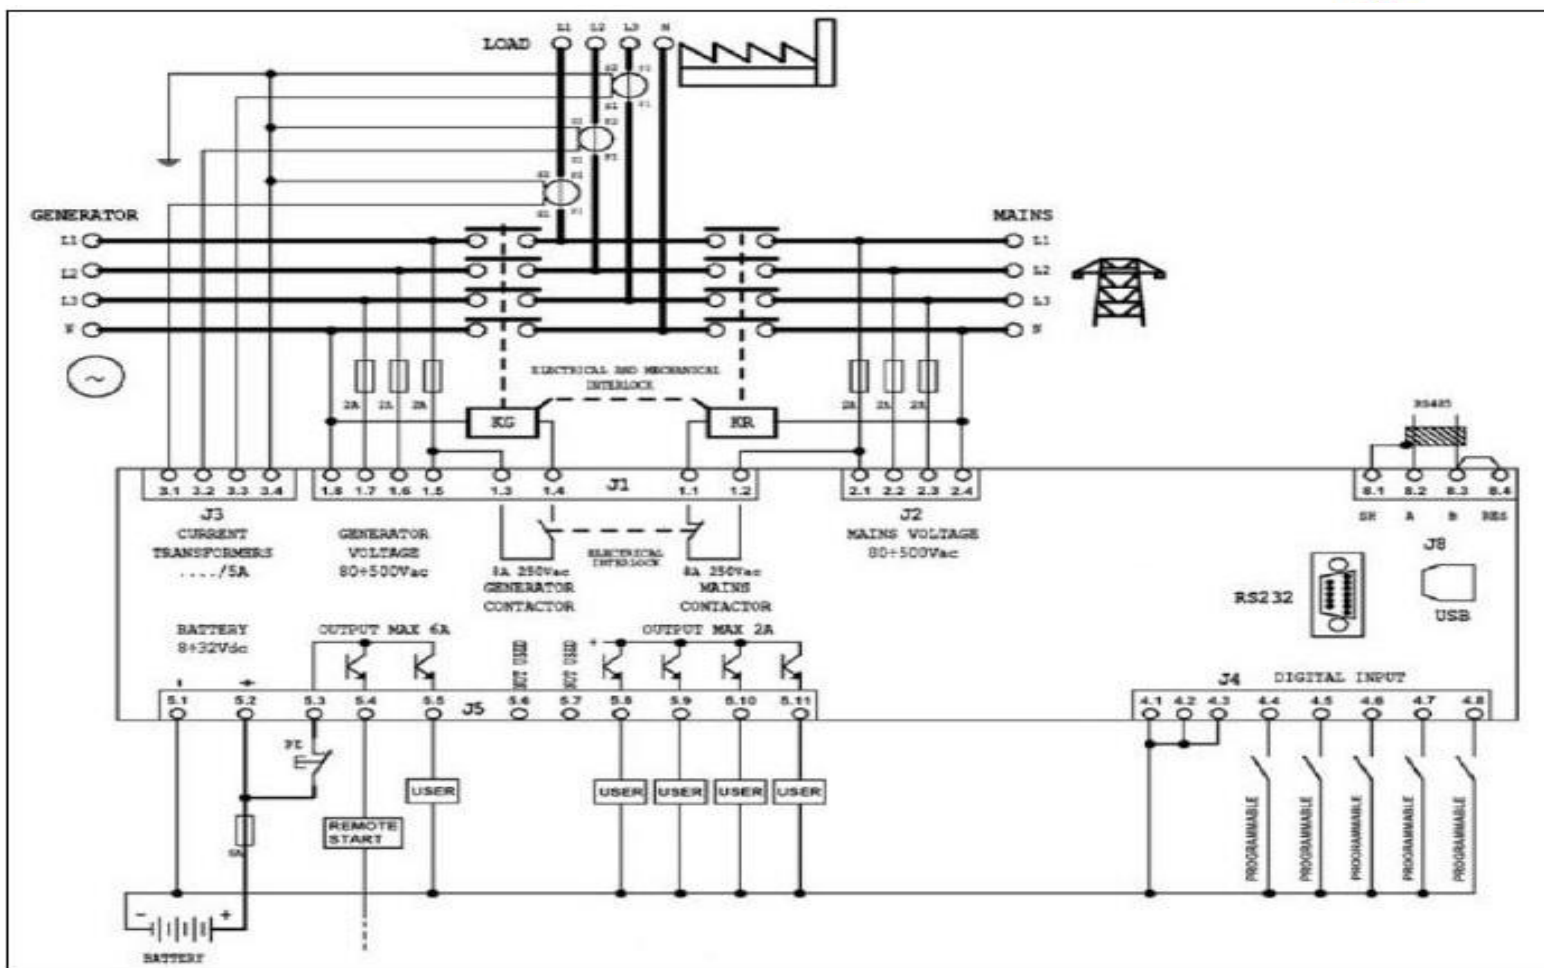 L1 L2 L3 N
LOAD
S2
S1
S2
S1
GENERATOR
MAINS
L1
L2
L3
N
L1
L2
L3
N
~
2A 2A 2A
ELECTRICAL AND MECHANICAL
INTERLOCK
2A 2A 2A
KG
KR
RS485
3.1 3.2 3.3 3.4
1.8 1.7 1.6 1.5 1.3 1.4 J1 1.1 1.2
2.1 2.2 2.3 2.4
8.1 8.2 8.3 8.4
SH A B RES
J8
J3
CURRENT
TRANSFORMERS
..../5A
GENERATOR
VOLTAGE
80÷500Vac
ELECTRICAL
INTERLOCK
8A 250Vac
GENERATOR
CONTACTOR
8A 250Vac
MAINS
CONTACTOR
J2
MAINS VOLTAGE
80÷500Vac
RS232
USB
BATTERY
8÷32Vdc
OUTPUT MAX 6A
NOT USED
NOT USED
+
OUTPUT MAX 2A
J4 DIGITAL INPUT
- +
5.1 5.2 5.3 5.4 5.5 J5 5.6 5.7 5.8 5.9 5.10 5.11
4.1 4.2 4.3 4.4 4.5 4.6 4.7 4.8
USER
USER USER USER USER
REMOTE
START
PROGRAMMABLE
PROGRAMMABLE
PROGRAMMABLE
PROGRAMMABLE
PROGRAMMABLE
- +
BATTERY